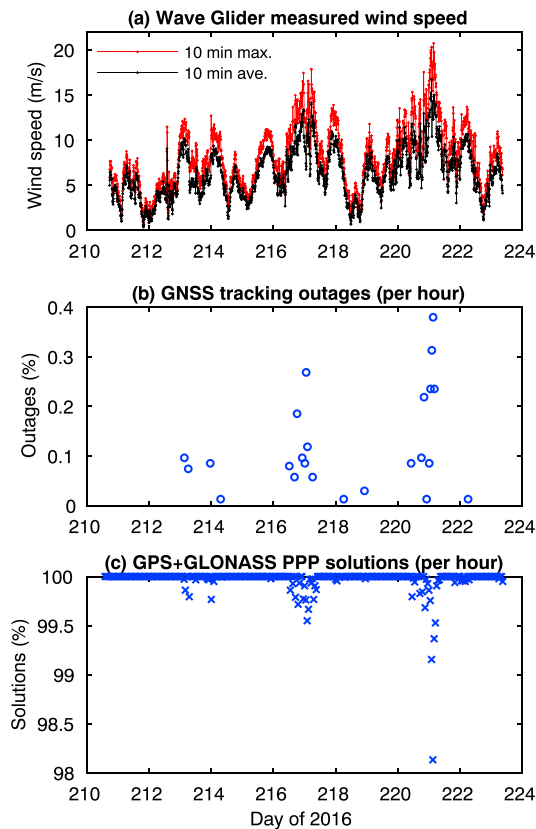 (a) Wave Glider measured wind speed
Wind speed (m/s)
20
15
10
5
0
10 min max.
10 min ave.
210 212 214 216 218 220 222 224
(b) GNSS tracking outages (per hour)
Outages (%)
0.4
0.3
0.2
0.1
0
210 212 214 216 218 220 222 224
(c) GPS+GLONASS PPP solutions (per hour)
Solutions (%)
100
99.5
99
98.5
98
210 212 214 216 218 220 222 224
Day of 2016